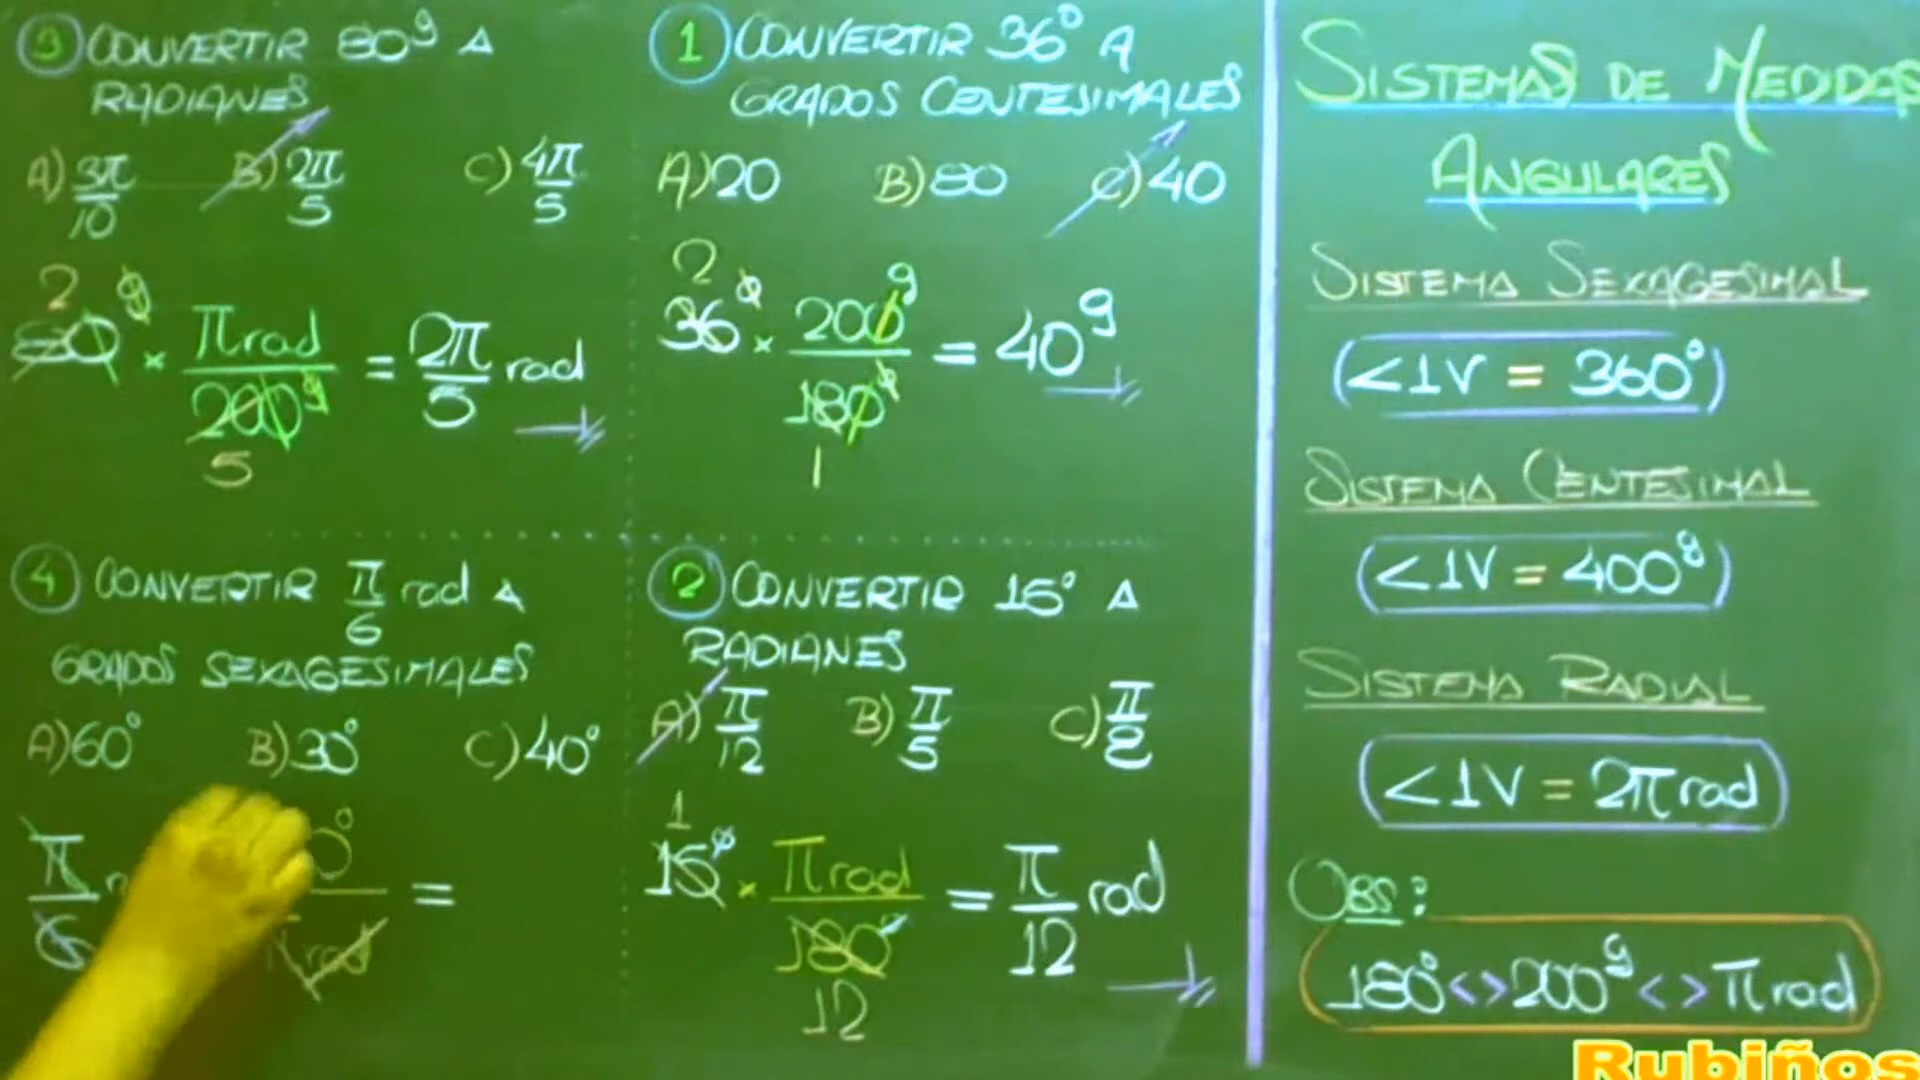 3 CONVERTIR 80g A
RADIANES
A) 3π/10 B) 2π/5 C) 4π/5
2
80g × πrad/200g = 2π/5 rad
5
4 CONVERTIR π/6 rad A
GRADOS SEXAGESIMALES
A) 60° B) 30° C) 40°
π/6 0°/πrad =
1 CONVERTIR 36° A
GRADOS CENTESIMALES
A) 20 B) 80 C) 40
2
36° × 200g/180° = 40g
1
2 CONVERTIR 15° A
RADIANES
A) π/12 B) π/5 C) π/2
1
15° × πrad/180° = π/12 rad
12
SISTEMAS DE MEDIDAS
ANGULARES
SISTEMA SEXAGESIMAL
(<1V = 360°)
SISTEMA CENTESIMAL
(<1V = 400g)
SISTEMA RADIAL
(<1V = 2πrad)
OBS:
180°<>200g<>πrad
Rubiños